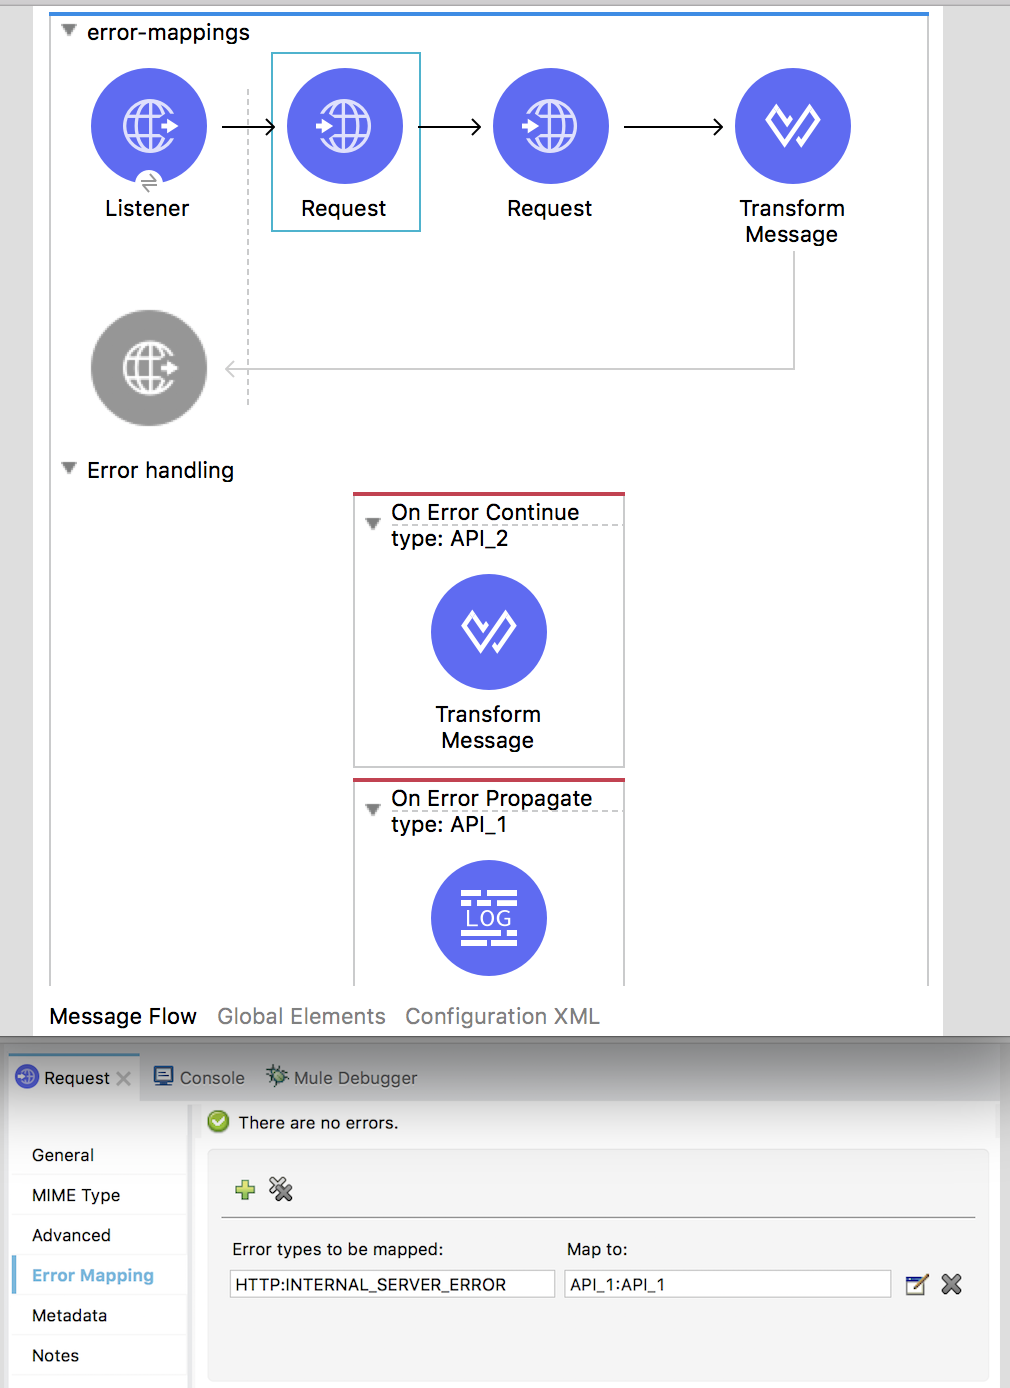 error-mappings
Listener
Request
Request
Transform
Message
Error handling
On Error Continue
type: API_2
Transform
Message
On Error Propagate
type: API_1
LOG
Message Flow Global Elements Configuration XML
Request Console Mule Debugger
There are no errors.
General
MIME Type
Advanced
Error Mapping
Metadata
Notes
Error types to be mapped: Map to:
HTTP:INTERNAL_SERVER_ERROR API_1:API_1